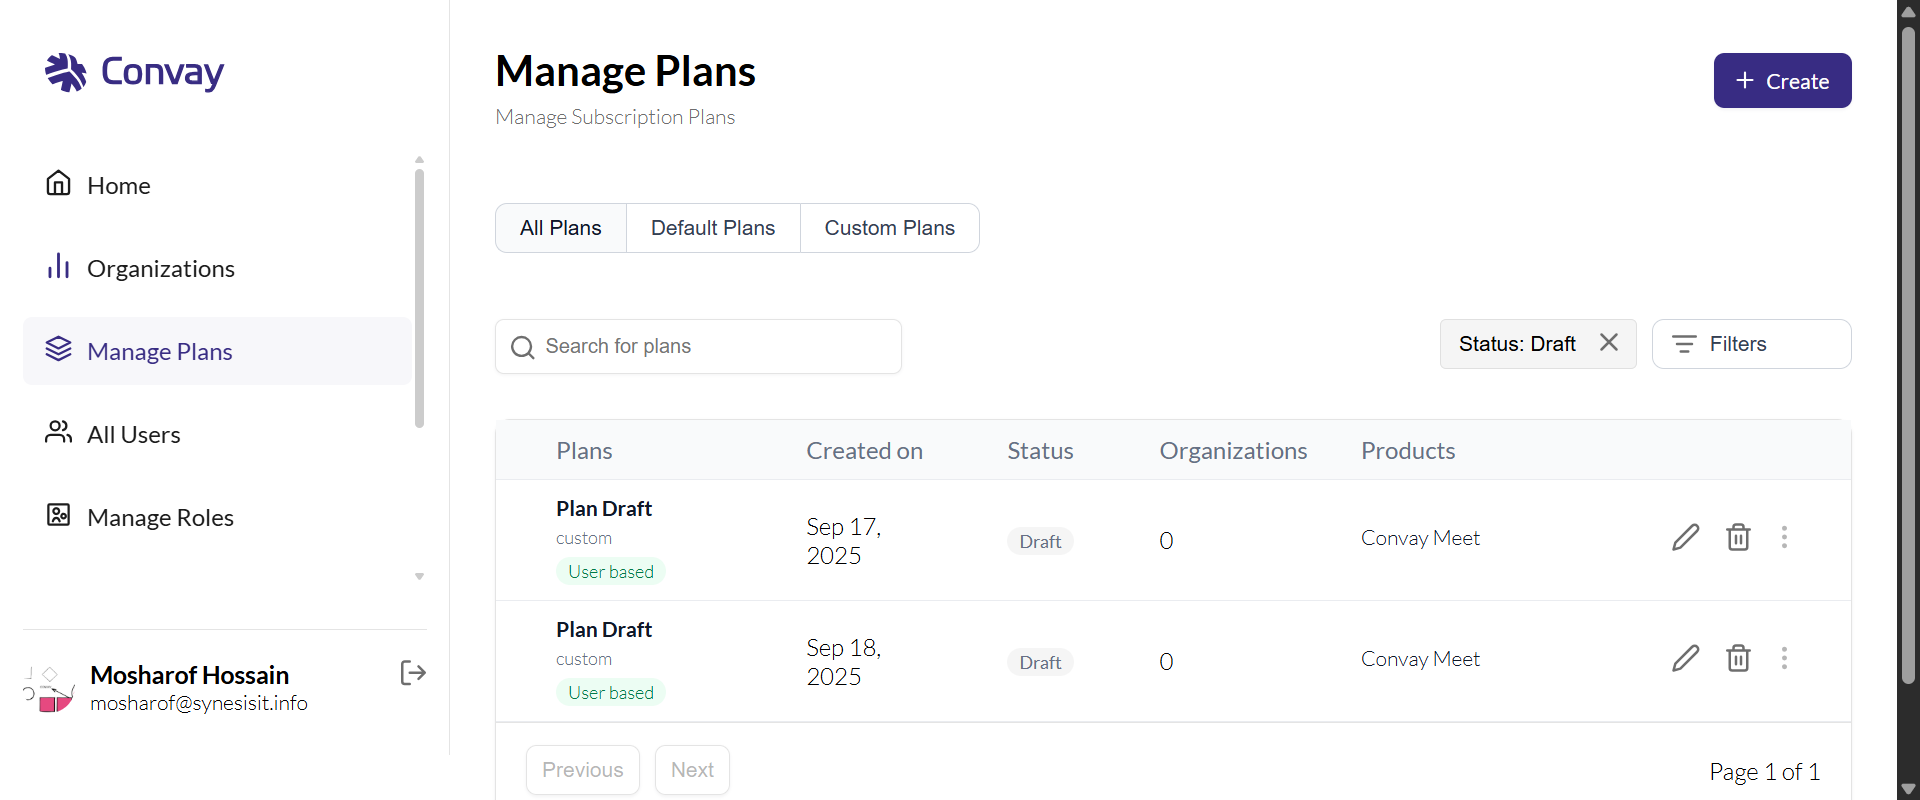 Convay
Home
Organizations
Manage Plans
All Users
Manage Roles
Mosharof Hossain
mosharof@synesisit.info
Manage Plans
Manage Subscription Plans
+ Create
All Plans
Default Plans
Custom Plans
Search for plans
Status: Draft
Filters
Plans
Created on
Status
Organizations
Products
Plan Draft
custom
User based
Sep 17,
2025
Draft
0
Convay Meet
Plan Draft
custom
User based
Sep 18,
2025
Draft
0
Convay Meet
Previous
Next
Page 1 of 1